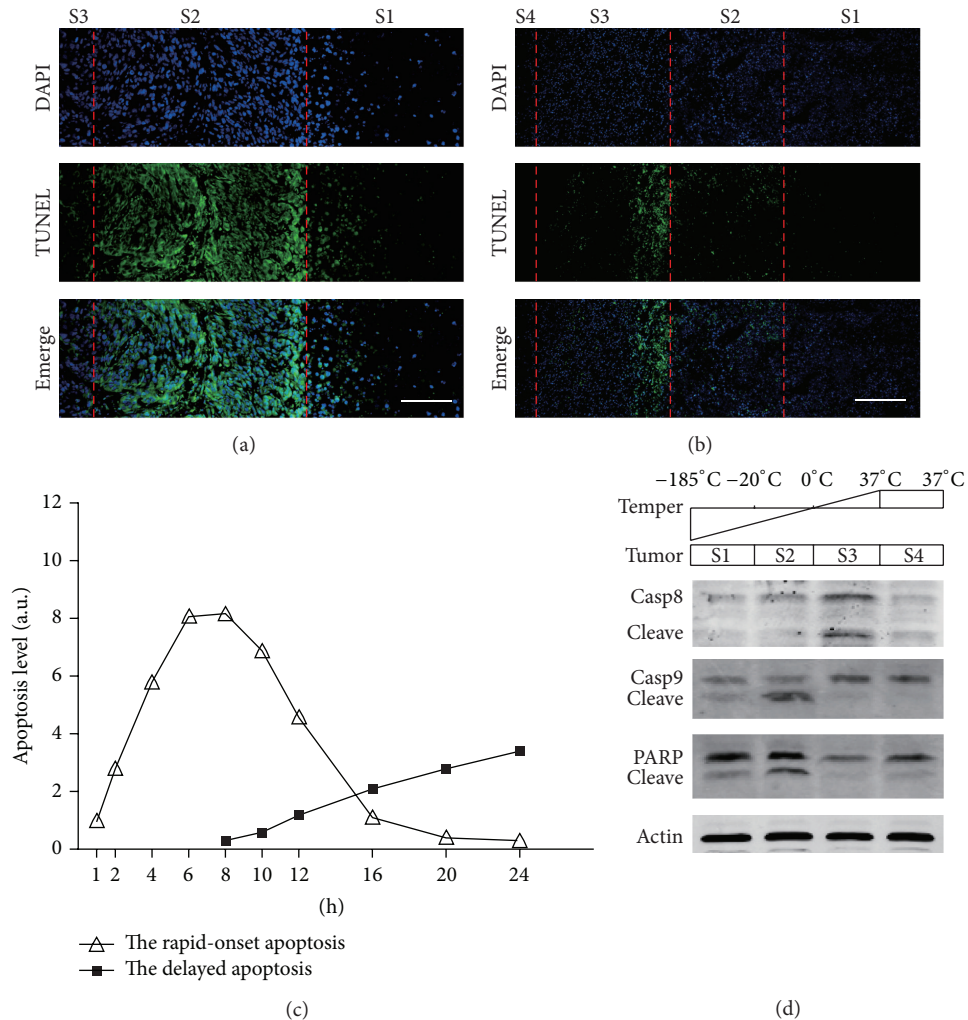 S3 S2 S1
DAPI
TUNEL
Emerge
(a)
S4 S3 S2 S1
DAPI
TUNEL
Emerge
(b)
12
10
8
6
4
2
0
Apoptosis level (a.u.)
1 2 4 6 8 10 12 16 20 24
(h)
The rapid-onset apoptosis
The delayed apoptosis
(c)
−185°C −20°C 0°C 37°C 37°C
Temper
Tumor S1 S2 S3 S4
Casp8
Cleave
Casp9
Cleave
PARP
Cleave
Actin
(d)